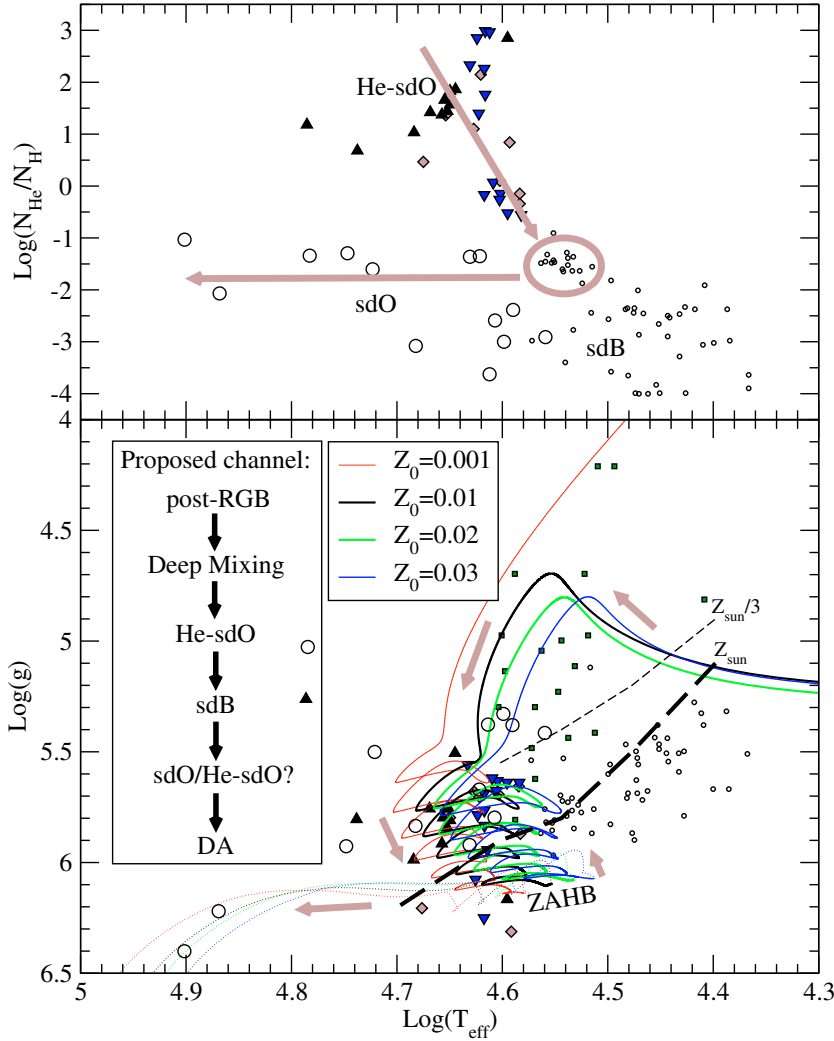 3
2
1
0
-1
-2
-3
-4
Log(N_He/N_H)
He-sdO
sdO
sdB
4
4.5
5
5.5
6
6.5
Log(g)
Proposed channel:
post-RGB
Deep Mixing
He-sdO
sdB
sdO/He-sdO?
DA
Z_0=0.001
Z_0=0.01
Z_0=0.02
Z_0=0.03
Z_sun/3
Z_sun
ZAHB
5 4.9 4.8 4.7 4.6 4.5 4.4 4.3
Log(T_eff)